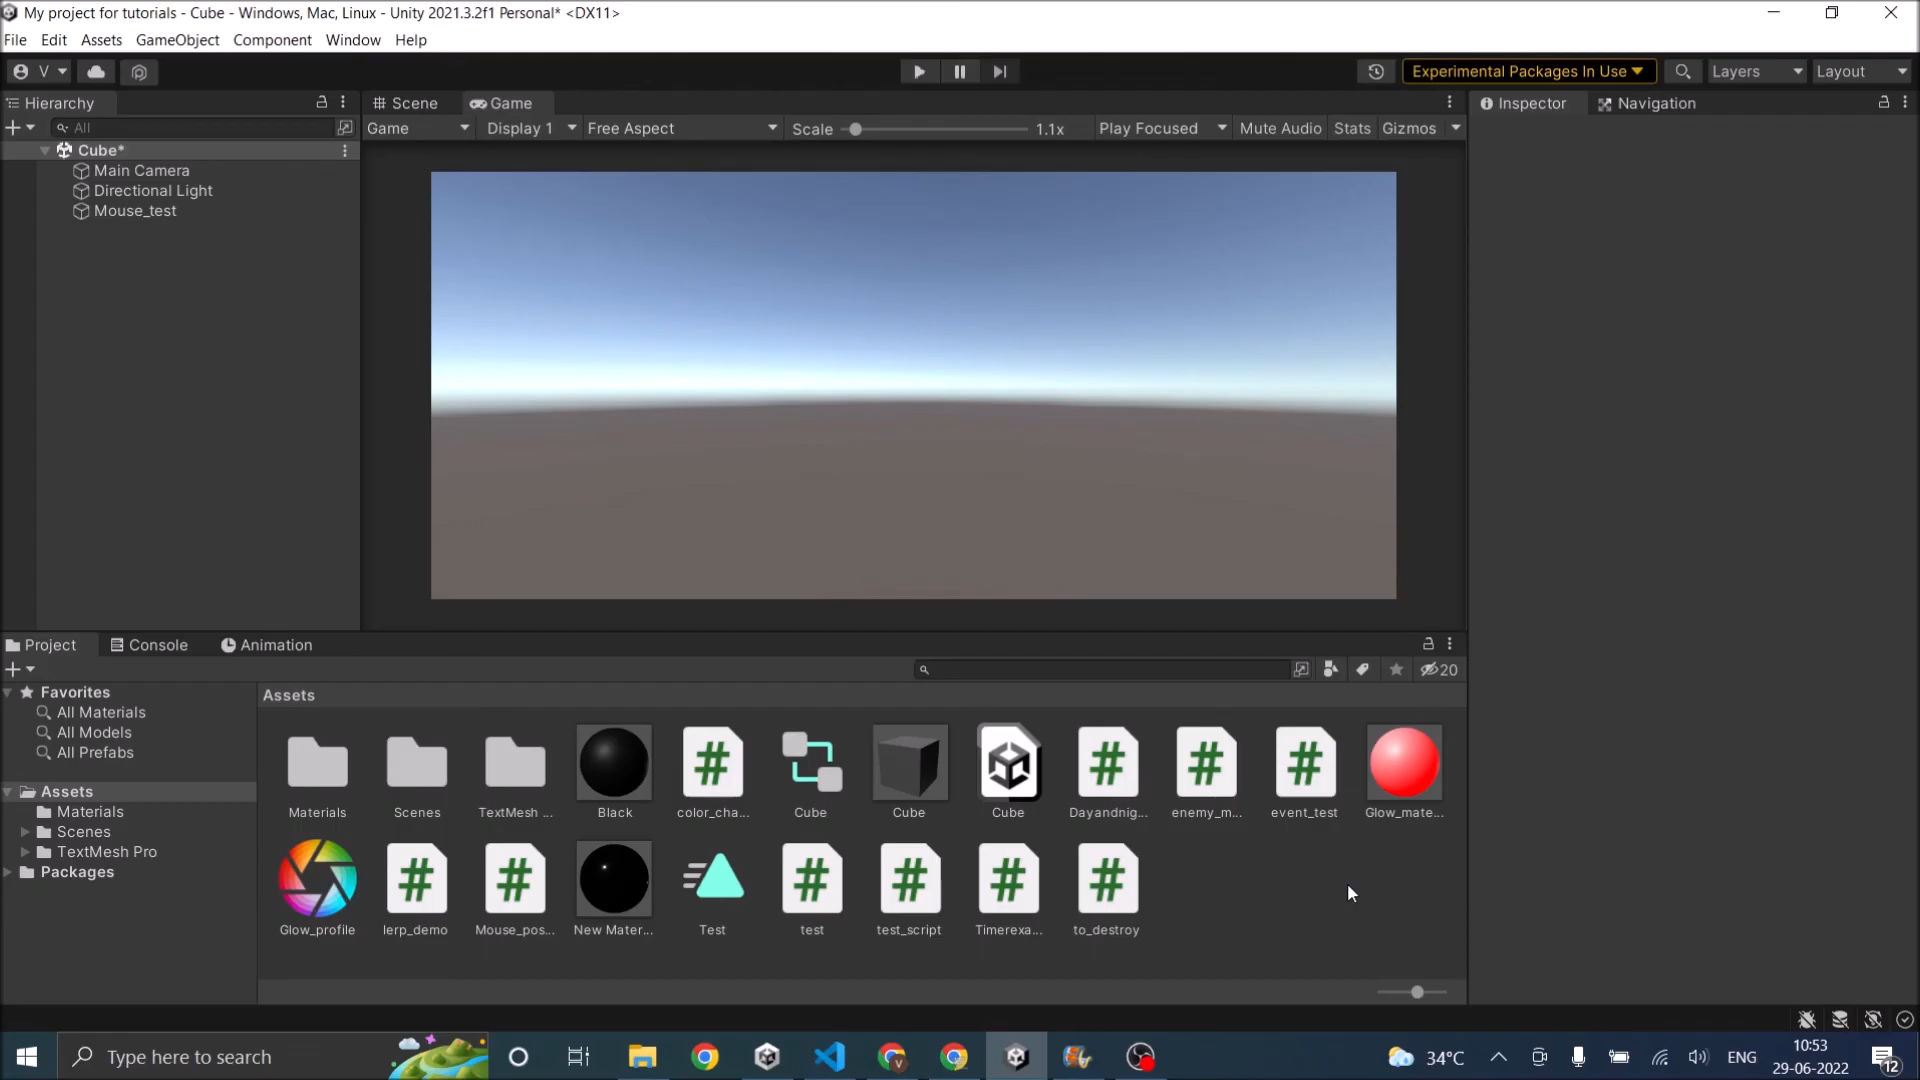 My project for tutorials - Cube - Windows, Mac, Linux - Unity 2021.3.2f1 Personal* <DX11>
File Edit Assets GameObject Component Window Help
V
Experimental Packages In Use
Layers
Layout
Hierarchy
Scene
Game
Inspector
Navigation
All
Game
Display 1
Free Aspect
Scale
1.1x
Play Focused
Mute Audio
Stats
Gizmos
Cube*
Main Camera
Directional Light
Mouse_test
Project
Console
Animation
20
Favorites
All Materials
All Models
All Prefabs
Assets
Materials
Scenes
TextMesh Pro
Packages
Assets
Materials
Scenes
TextMesh ...
Black
color_cha...
Cube
Cube
Cube
Dayandnig...
enemy_m...
event_test
Glow_mate...
Glow_profile
lerp_demo
Mouse_pos...
New Mater...
Test
test
test_script
Timerexa...
to_destroy
Type here to search
34°C
ENG
10:53
29-06-2022
12